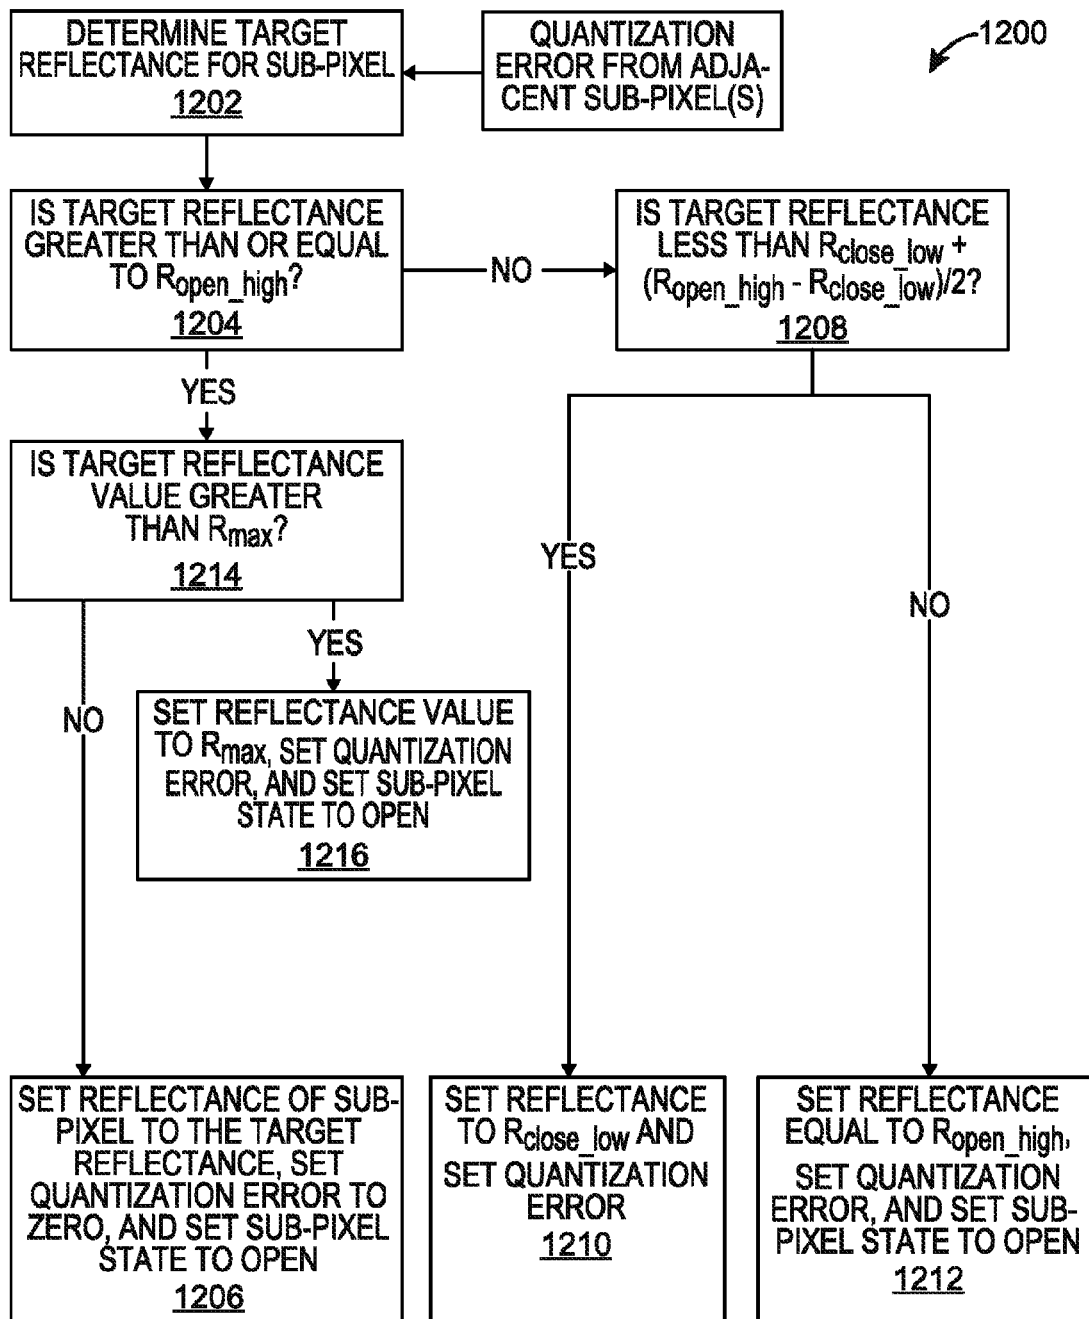 DETERMINE TARGET
REFLECTANCE FOR SUB-PIXEL
1202
QUANTIZATION
ERROR FROM ADJA-
CENT SUB-PIXEL(S)
1200
IS TARGET REFLECTANCE
GREATER THAN OR EQUAL
TO Ropen_high?
1204
NO
IS TARGET REFLECTANCE
LESS THAN Rclose_low +
(Ropen_high - Rclose_low)/2?
1208
YES
IS TARGET REFLECTANCE
VALUE GREATER
THAN Rmax?
1214
YES
NO
YES
NO
SET REFLECTANCE VALUE
TO Rmax, SET QUANTIZATION
ERROR, AND SET SUB-PIXEL
STATE TO OPEN
1216
SET REFLECTANCE OF SUB-
PIXEL TO THE TARGET
REFLECTANCE, SET
QUANTIZATION ERROR TO
ZERO, AND SET SUB-PIXEL
STATE TO OPEN
1206
SET REFLECTANCE
TO Rclose_low AND
SET QUANTIZATION
ERROR
1210
SET REFLECTANCE
EQUAL TO Ropen_high,
SET QUANTIZATION
ERROR, AND SET SUB-
PIXEL STATE TO OPEN
1212